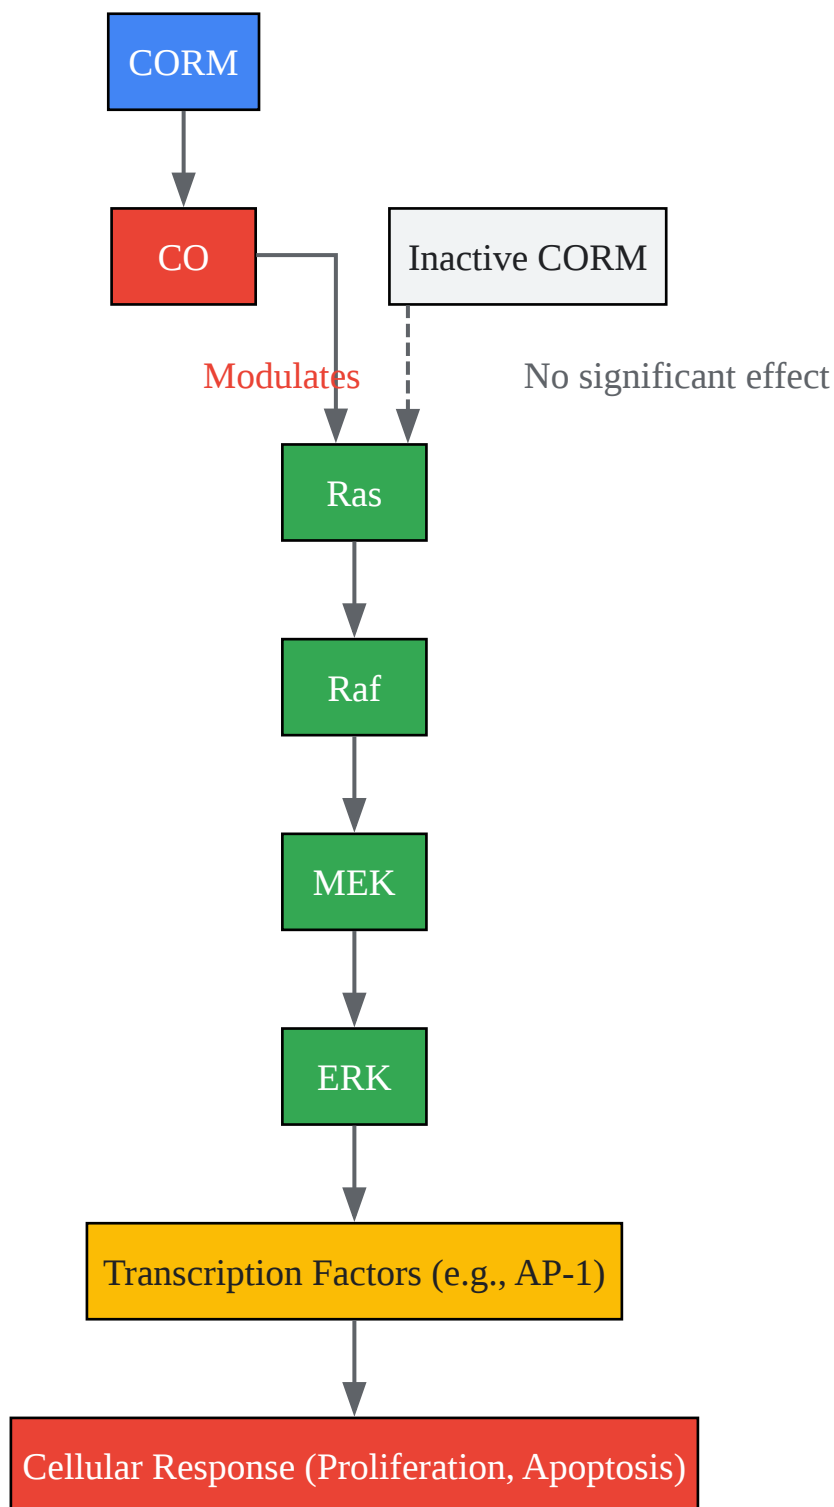 CORM
CO
Inactive CORM
Modulates
No significant effect
Ras
Raf
MEK
ERK
Transcription Factors (e.g., AP-1)
Cellular Response (Proliferation, Apoptosis)